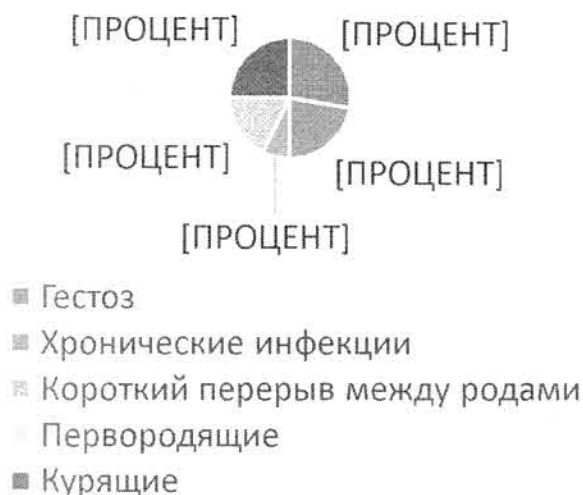 [ПРОЦЕНТ] [ПРОЦЕНТ]
[ПРОЦЕНТ] [ПРОЦЕНТ]
[ПРОЦЕНТ]
Гестоз
Хронические инфекции
Короткий перерыв между родами
Первородящие
Курящие